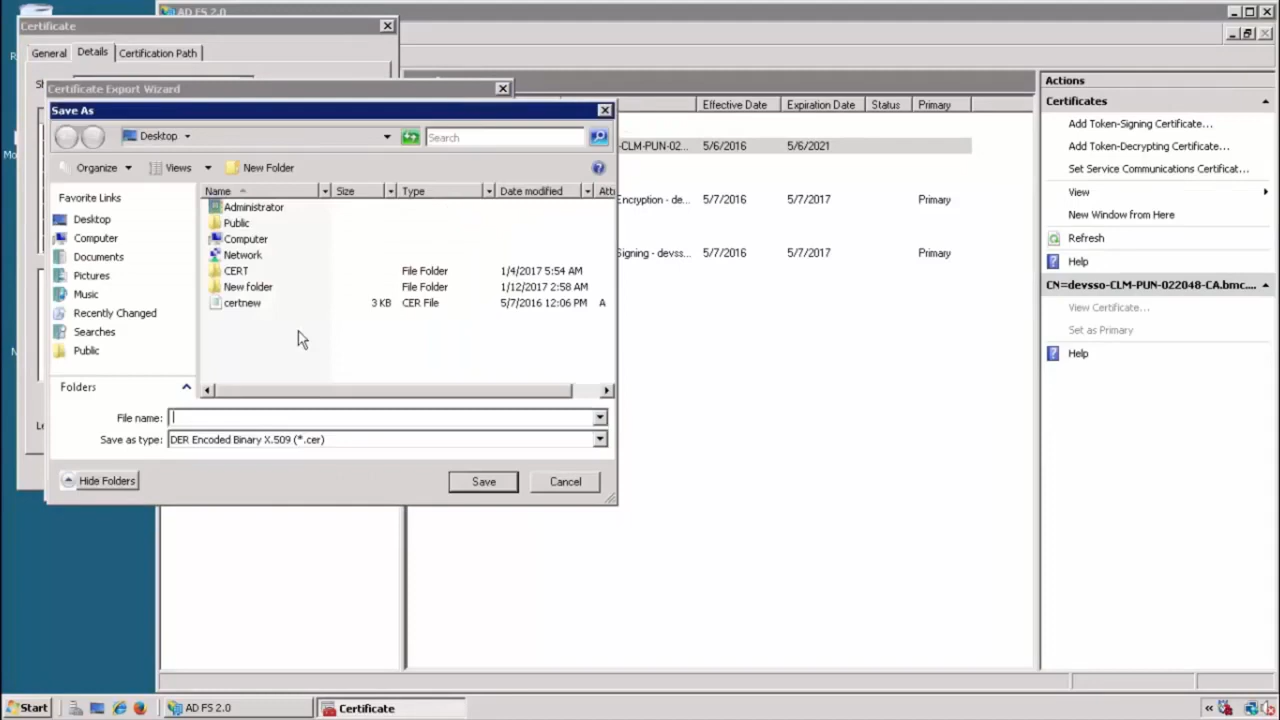 AD FS 2.0
Certificate
General Details Certification Path
Certificate Export Wizard
Save As
Desktop
Search
Organize Views New Folder
Favorite Links
Desktop
Computer
Documents
Pictures
Music
Recently Changed
Searches
Public
Folders
Name Size Type Date modified Att
Administrator
Public
Computer
Network
CERT File Folder 1/4/2017 5:54 AM
New folder File Folder 1/12/2017 2:58 AM
certnew 3 KB CER File 5/7/2016 12:06 PM A
File name:
Save as type: DER Encoded Binary X.509 (*.cer)
Hide Folders Save Cancel
Effective Date Expiration Date Status Primary
-CLM-PUN-02... 5/6/2016 5/6/2021
Encryption - de... 5/7/2016 5/7/2017 Primary
Signing - devss... 5/7/2016 5/7/2017 Primary
Actions
Certificates
Add Token-Signing Certificate...
Add Token-Decrypting Certificate...
Set Service Communications Certificat...
View
New Window from Here
Refresh
Help
CN=devsso-CLM-PUN-022048-CA.bmc....
View Certificate...
Set as Primary
Help
Start AD FS 2.0 Certificate